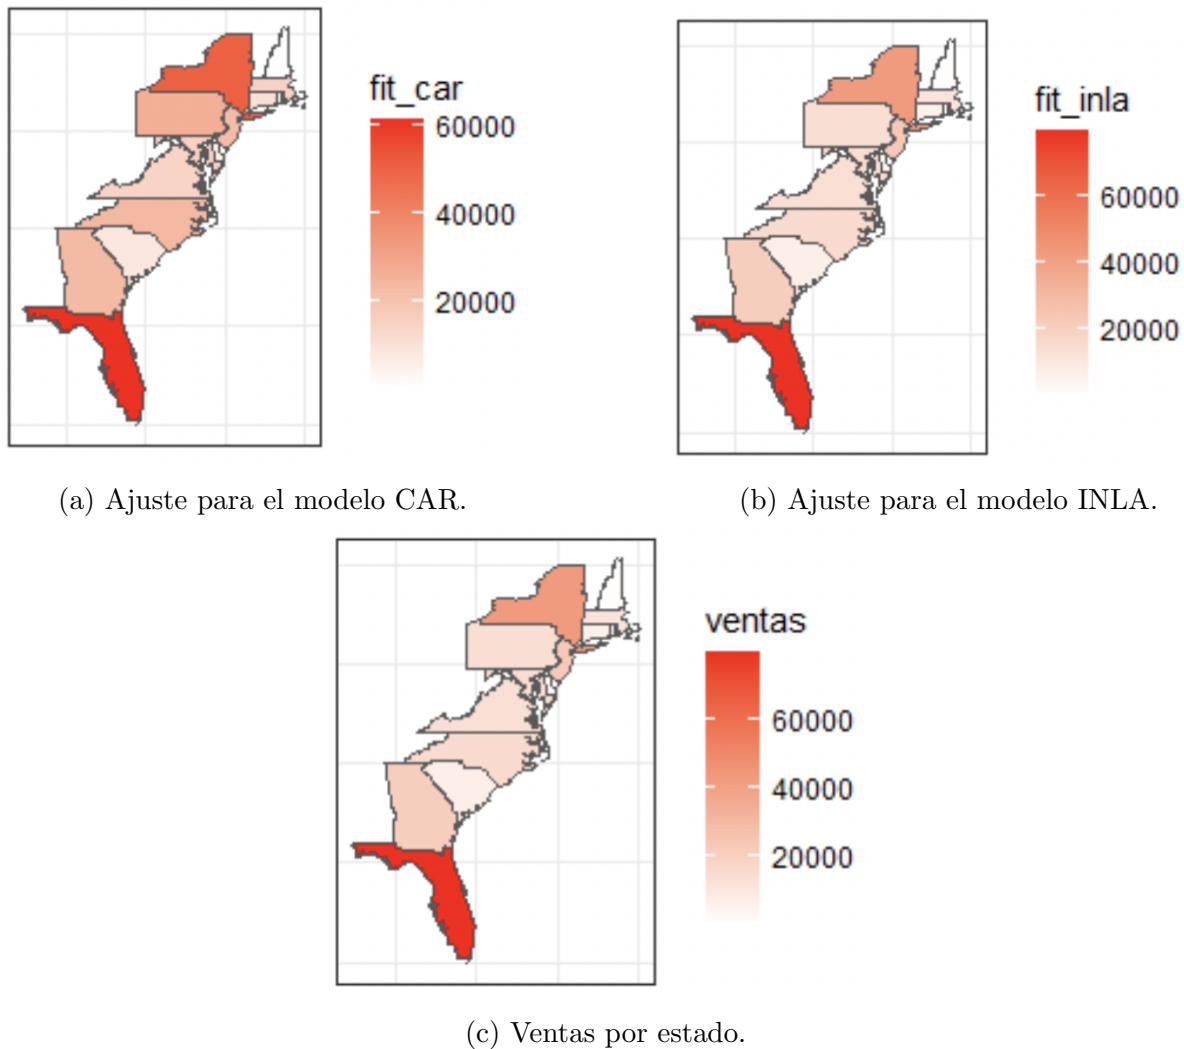 fit_car
60000
40000
20000
fit_inla
60000
40000
20000
(a) Ajuste para el modelo CAR.
(b) Ajuste para el modelo INLA.
ventas
60000
40000
20000
(c) Ventas por estado.